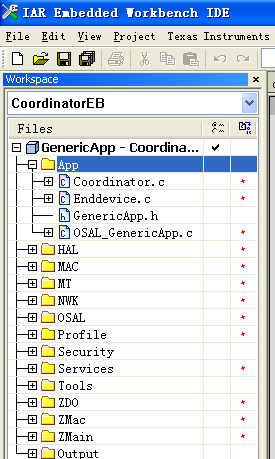 IAR Embedded Workbench IDE
File Edit View Project Texas Instruments
Workspace
CoordinatorEB
Files
GenericApp - Coordina...
App
Coordinator.c
Enddevice.c
GenericApp.h
OSAL_GenericApp.c
HAL
MAC
MT
NWK
OSAL
Profile
Security
Services
Tools
ZDO
ZMac
ZMain
Output